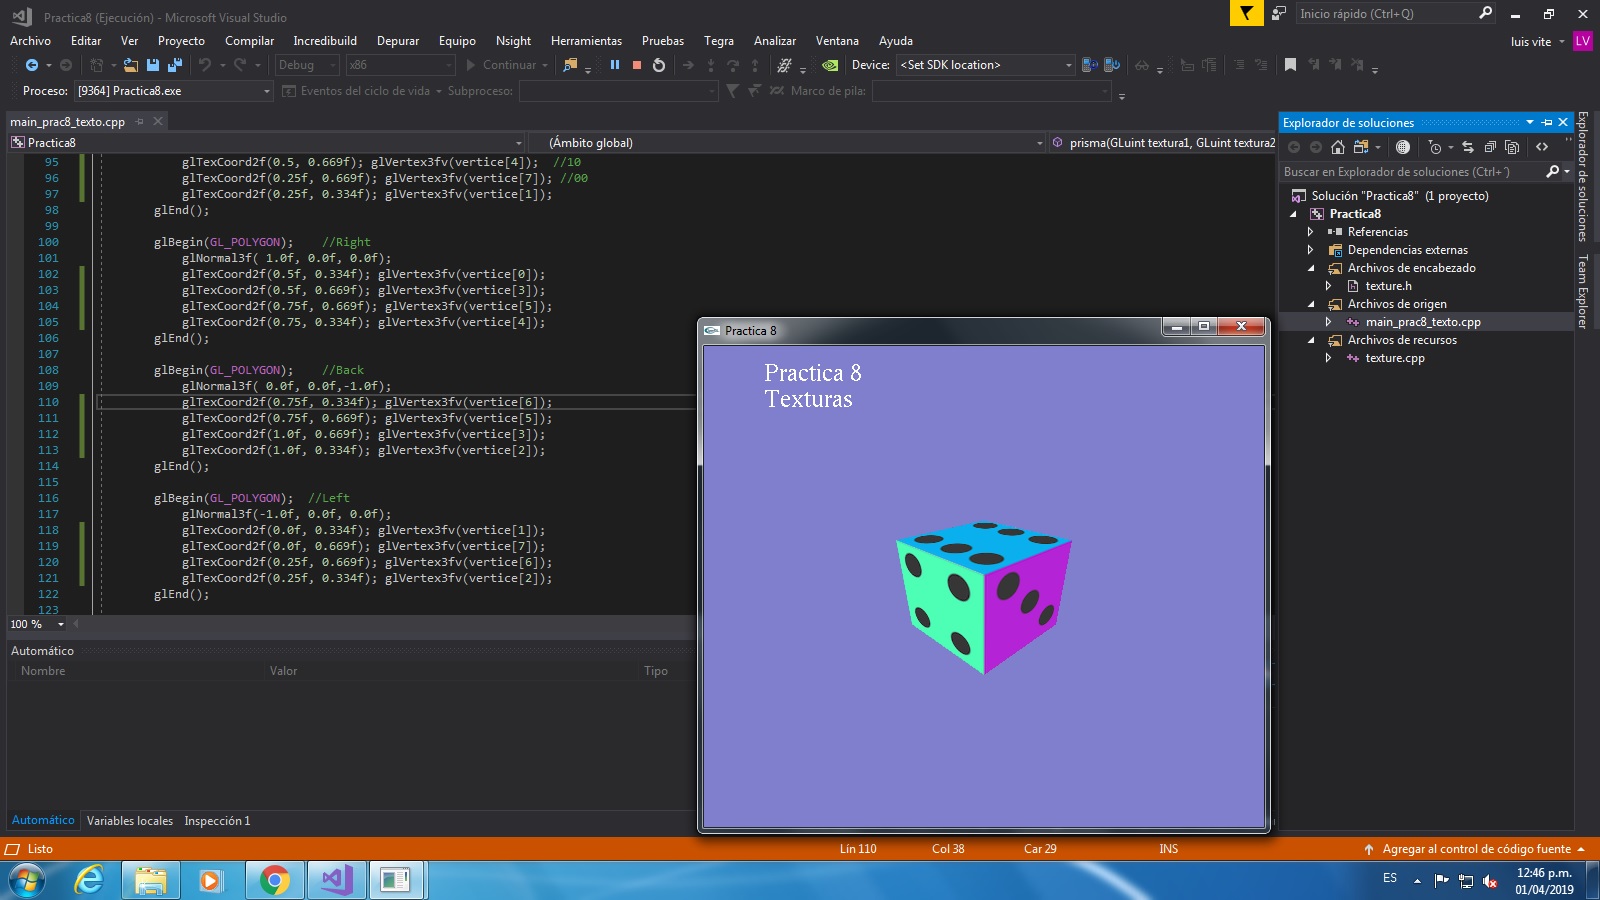 Practica8 (Ejecución) - Microsoft Visual Studio
Inicio rápido (Ctrl+Q)
Archivo Editar Ver Proyecto Compilar Incredibuild Depurar Equipo Nsight Herramientas Pruebas Tegra Analizar Ventana Ayuda
luis vite LV
Debug x86 Continuar Device: <Set SDK location>
Proceso: [9364] Practica8.exe Eventos del ciclo de vida Subproceso: Marco de pila:
main_prac8_texto.cpp
Practica8 (Ámbito global) prisma(GLuint textura1, GLuint textura2
95 glTexCoord2f(0.5, 0.669f); glVertex3fv(vertice[4]); //10
96 glTexCoord2f(0.25f, 0.669f); glVertex3fv(vertice[7]); //00
97 glTexCoord2f(0.25f, 0.334f); glVertex3fv(vertice[1]);
98 glEnd();
99
100 glBegin(GL_POLYGON); //Right
101 glNormal3f( 1.0f, 0.0f, 0.0f);
102 glTexCoord2f(0.5f, 0.334f); glVertex3fv(vertice[0]);
103 glTexCoord2f(0.5f, 0.669f); glVertex3fv(vertice[3]);
104 glTexCoord2f(0.75f, 0.669f); glVertex3fv(vertice[5]);
105 glTexCoord2f(0.75, 0.334f); glVertex3fv(vertice[4]);
106 glEnd();
107
108 glBegin(GL_POLYGON); //Back
109 glNormal3f( 0.0f, 0.0f,-1.0f);
110 glTexCoord2f(0.75f, 0.334f); glVertex3fv(vertice[6]);
111 glTexCoord2f(0.75f, 0.669f); glVertex3fv(vertice[5]);
112 glTexCoord2f(1.0f, 0.669f); glVertex3fv(vertice[3]);
113 glTexCoord2f(1.0f, 0.334f); glVertex3fv(vertice[2]);
114 glEnd();
115
116 glBegin(GL_POLYGON); //Left
117 glNormal3f(-1.0f, 0.0f, 0.0f);
118 glTexCoord2f(0.0f, 0.334f); glVertex3fv(vertice[1]);
119 glTexCoord2f(0.0f, 0.669f); glVertex3fv(vertice[7]);
120 glTexCoord2f(0.25f, 0.669f); glVertex3fv(vertice[6]);
121 glTexCoord2f(0.25f, 0.334f); glVertex3fv(vertice[2]);
122 glEnd();
123
100 %
Automático
Nombre Valor Tipo
Automático Variables locales Inspección 1
Practica 8
Practica 8
Texturas
Explorador de soluciones
Buscar en Explorador de soluciones (Ctrl+´)
Solución "Practica8" (1 proyecto)
Practica8
Referencias
Dependencias externas
Archivos de encabezado
texture.h
Archivos de origen
main_prac8_texto.cpp
Archivos de recursos
texture.cpp
Explorador de soluciones
Team Explorer
Listo Lín 110 Col 38 Car 29 INS Agregar al control de código fuente
ES
12:46 p.m.
01/04/2019